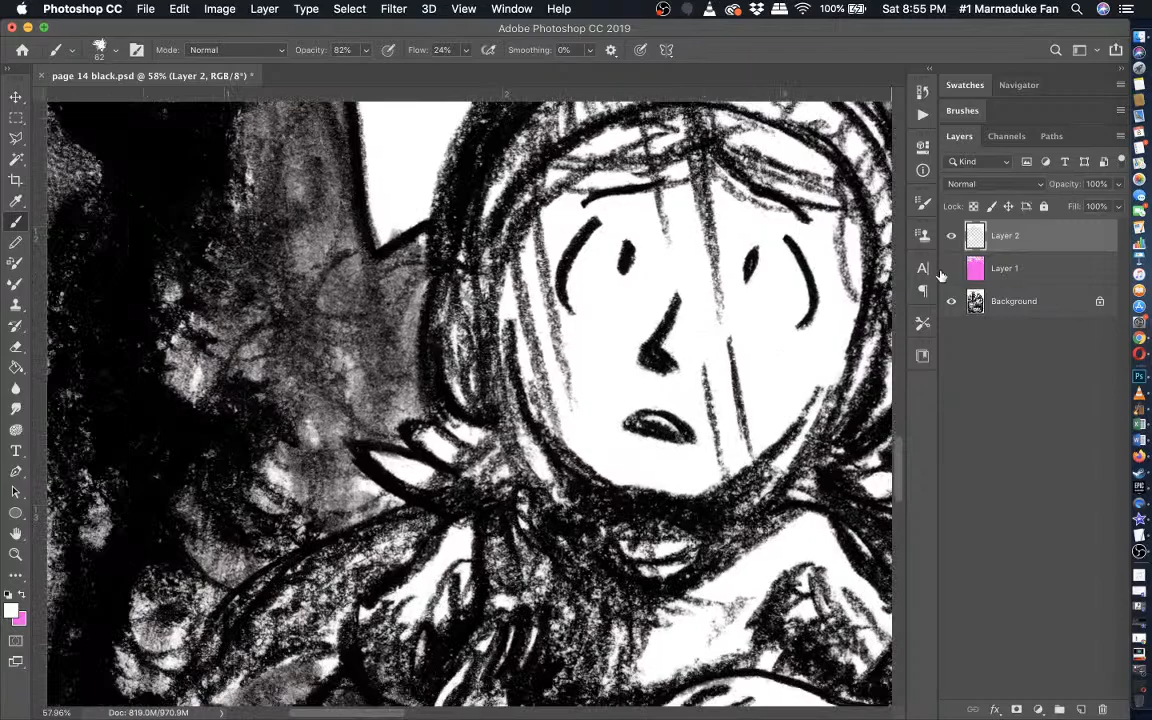 Photoshop CC File Edit Image Layer Type Select Filter 3D View Window Help 100% Sat 8:55 PM #1 Marmaduke Fan
Adobe Photoshop CC 2019
62 Mode: Normal Opacity: 82% Flow: 24% Smoothing: 0%
× page 14 black.psd @ 58% (Layer 2, RGB/8*) *
Swatches Navigator
Brushes
Layers Channels Paths
Kind
Normal Opacity: 100%
Lock: Fill: 100%
Layer 2
Layer 1
Background
57.96% Doc: 819.0M/970.9M